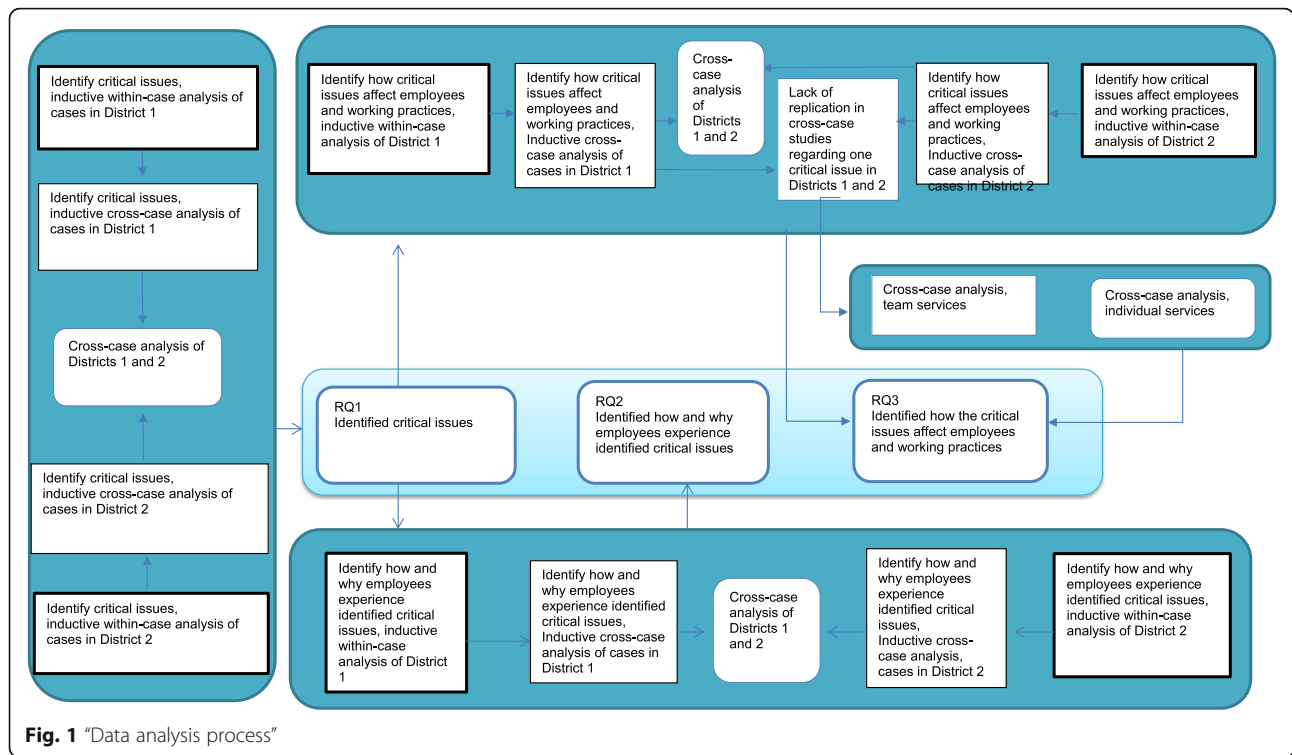 Identify critical issues,
inductive within-case analysis of
cases in District 1
Identify critical issues,
inductive cross-case analysis of
cases in District 1
Cross-case analysis of
Districts 1 and 2
Identify critical issues,
inductive cross-case analysis of
cases in District 2
Identify critical issues,
inductive within-case analysis of
cases in District 2
Identify how critical
issues affect employees
and working practices,
inductive within-case
analysis of District 1
Identify how critical
issues affect
employees and
working practices,
Inductive cross-
case analysis of
cases in District 1
Cross-
case
analysis
of
Districts
1 and 2
Lack of
replication in
cross-case
studies
regarding one
critical issue in
Districts 1 and 2
Identify how
critical issues
affect employees
and working
practices,
Inductive cross-
case analysis of
cases in District 2
Identify how critical
issues affect employees
and working practices,
inductive within-case
analysis of District 2
Cross-case analysis,
team services
Cross-case analysis,
individual services
RQ1
Identified critical issues
RQ2
Identified how and why
employees experience
identified critical issues
RQ3
Identified how the critical
issues affect employees
and working practices
Identify how and
why employees
experience
identified critical
issues, inductive
within-case
analysis of District
1
Identify how and
why employees
experience identified
critical issues,
Inductive cross-case
analysis of cases in
District 1
Cross-case
analysis of
Districts 1
and 2
Identify how and
why employees
experience
identified critical
issues,
Inductive cross-
case analysis,
cases in District 2
Identify how and why
employees experience
identified critical issues,
inductive within-case
analysis of District 2
Fig. 1 "Data analysis process"